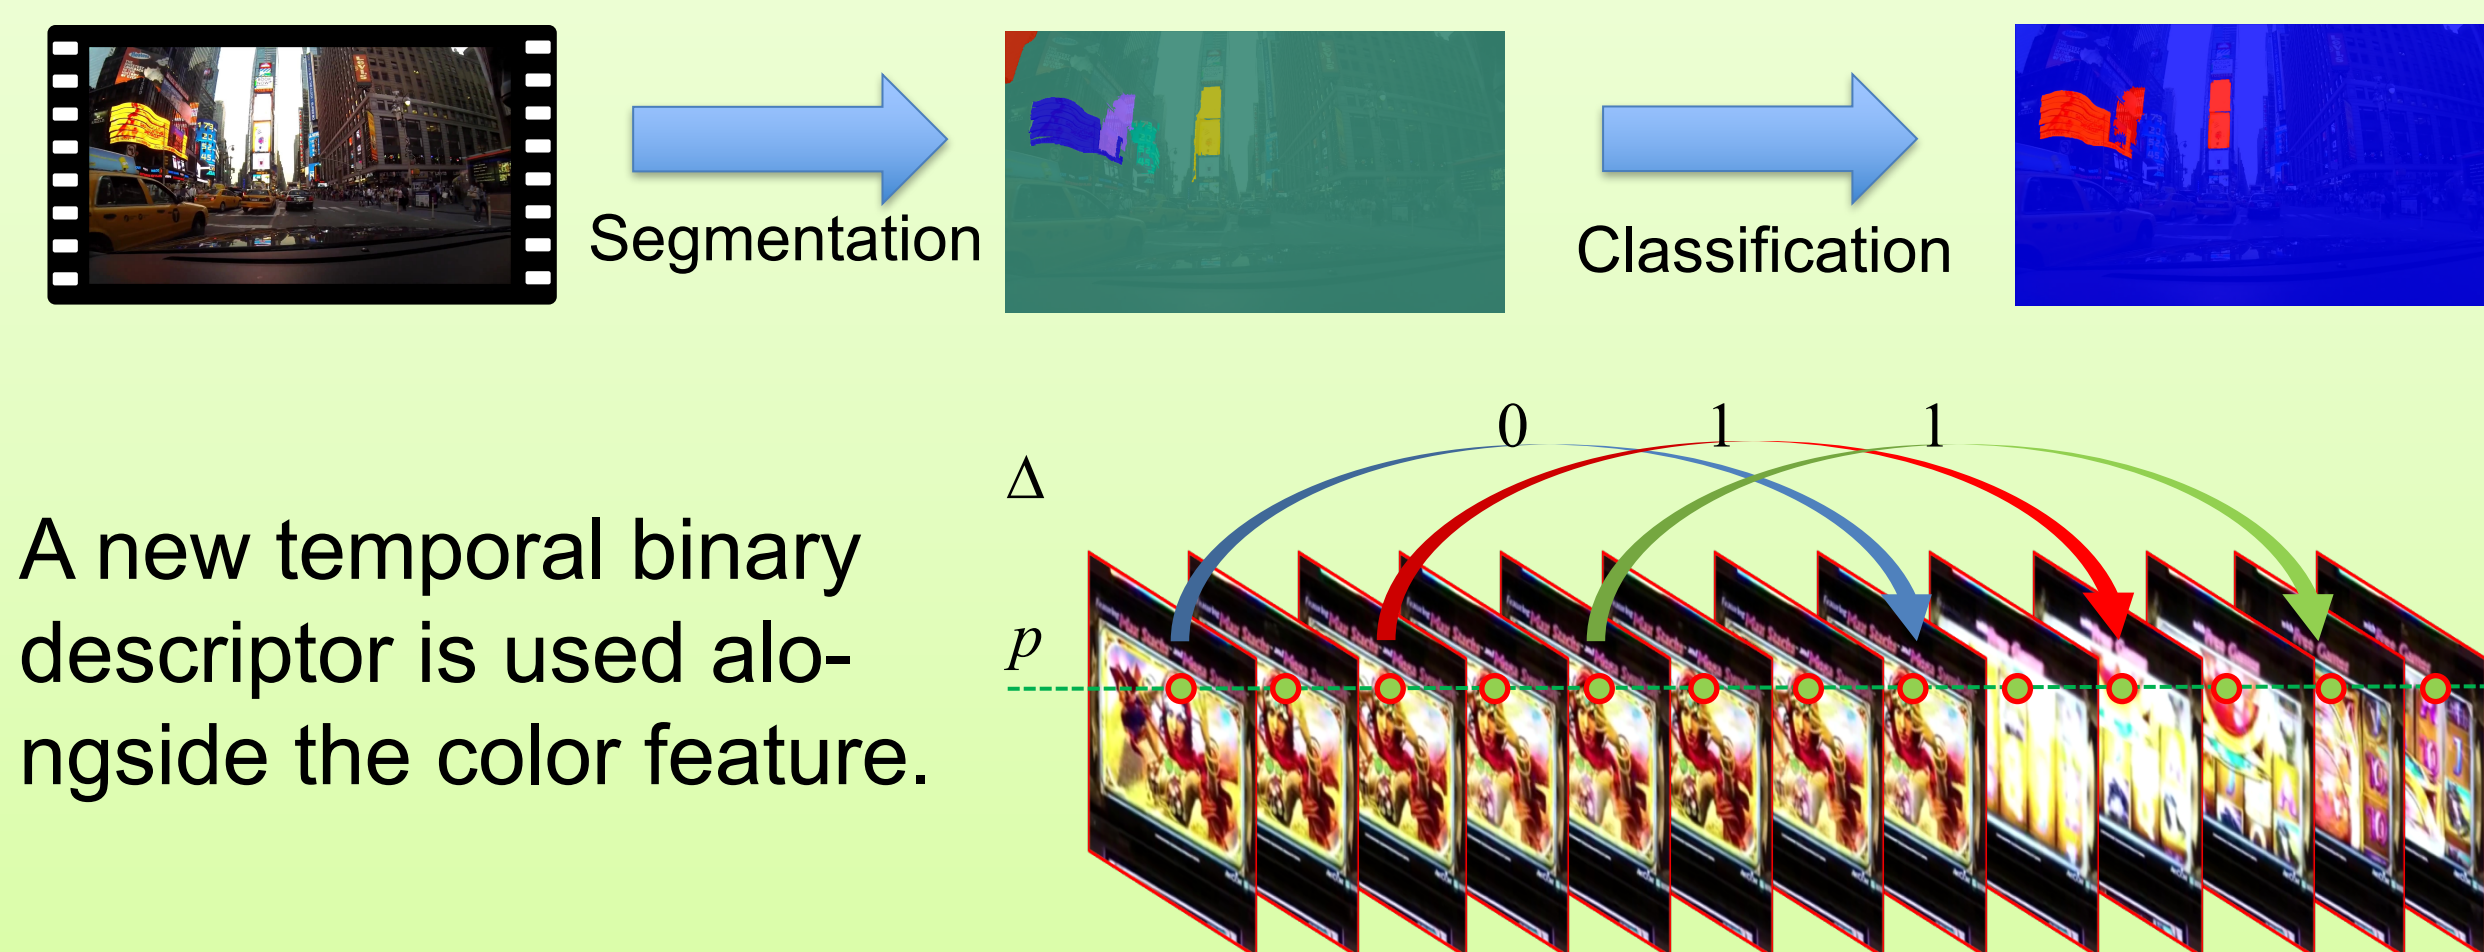 Segmentation
Classification
0 1 1
Δ
p
A new temporal binary
descriptor is used alo-
ngside the color feature.